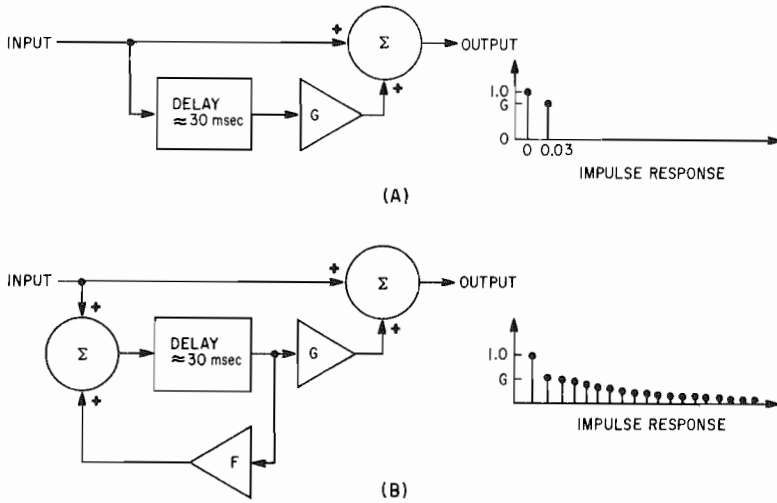 INPUT
+
Σ
OUTPUT
DELAY
≈30 msec
G
+
1.0
G
0
0 0.03
IMPULSE RESPONSE
(A)
INPUT
+
Σ
OUTPUT
+
Σ
DELAY
≈30 msec
G
+
+
F
1.0
G
IMPULSE RESPONSE
(B)